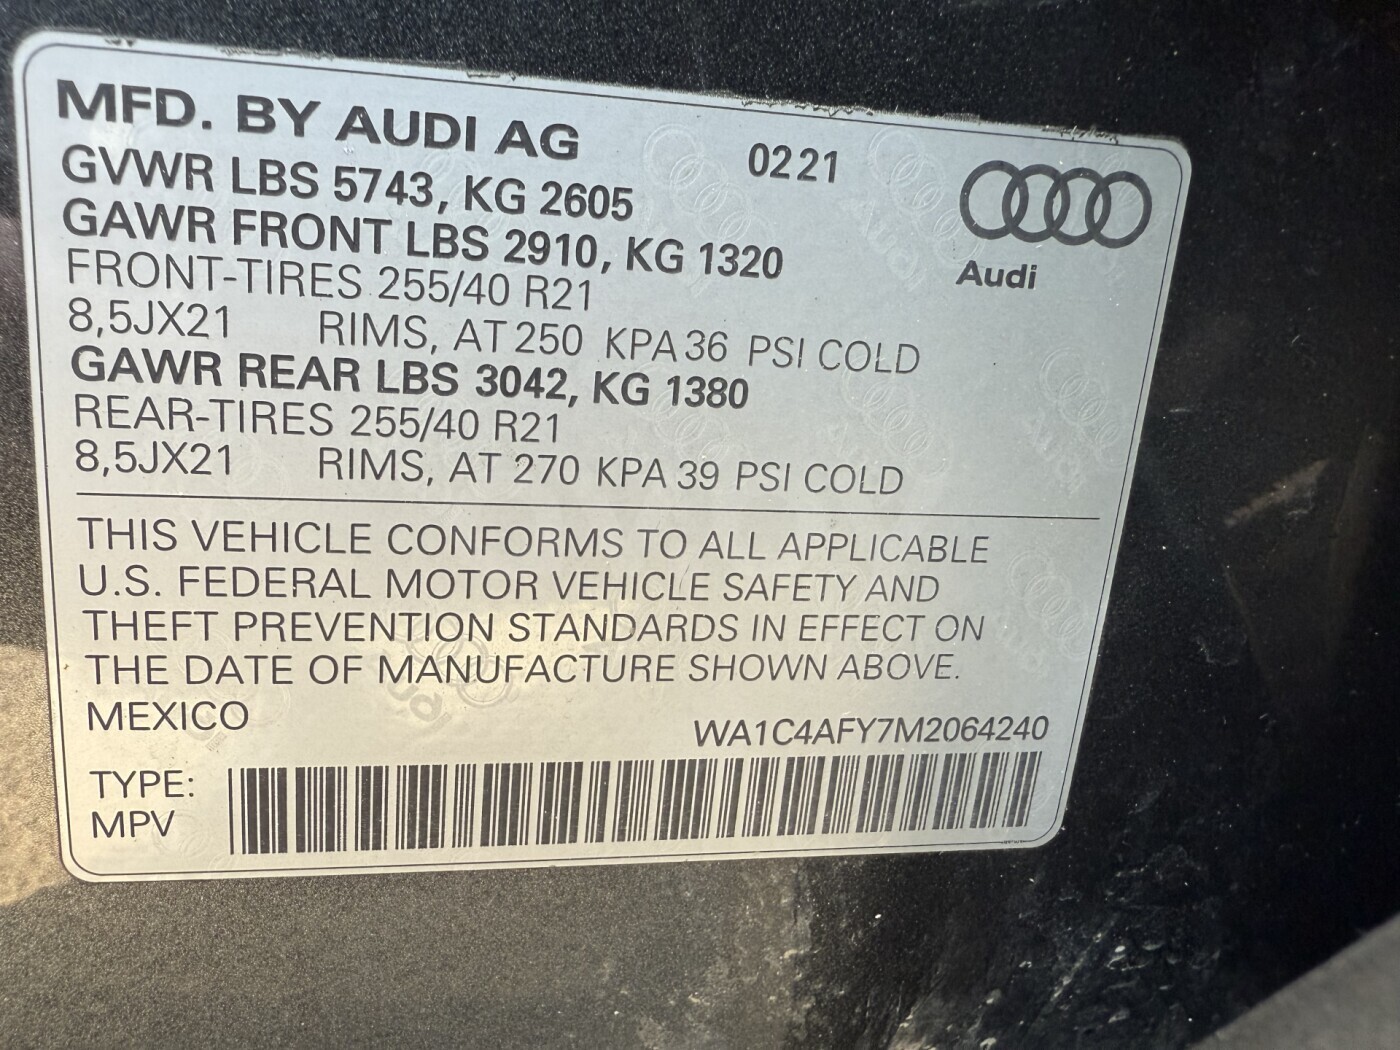 MFD. BY AUDI AG 0221
GVWR LBS 5743, KG 2605
GAWR FRONT LBS 2910, KG 1320
Audi
FRONT-TIRES 255/40 R21
8,5JX21 RIMS, AT 250 KPA 36 PSI COLD
GAWR REAR LBS 3042, KG 1380
REAR-TIRES 255/40 R21
8,5JX21 RIMS, AT 270 KPA 39 PSI COLD
THIS VEHICLE CONFORMS TO ALL APPLICABLE
U.S. FEDERAL MOTOR VEHICLE SAFETY AND
THEFT PREVENTION STANDARDS IN EFFECT ON
THE DATE OF MANUFACTURE SHOWN ABOVE.
MEXICO
WA1C4AFY7M2064240
TYPE:
MPV